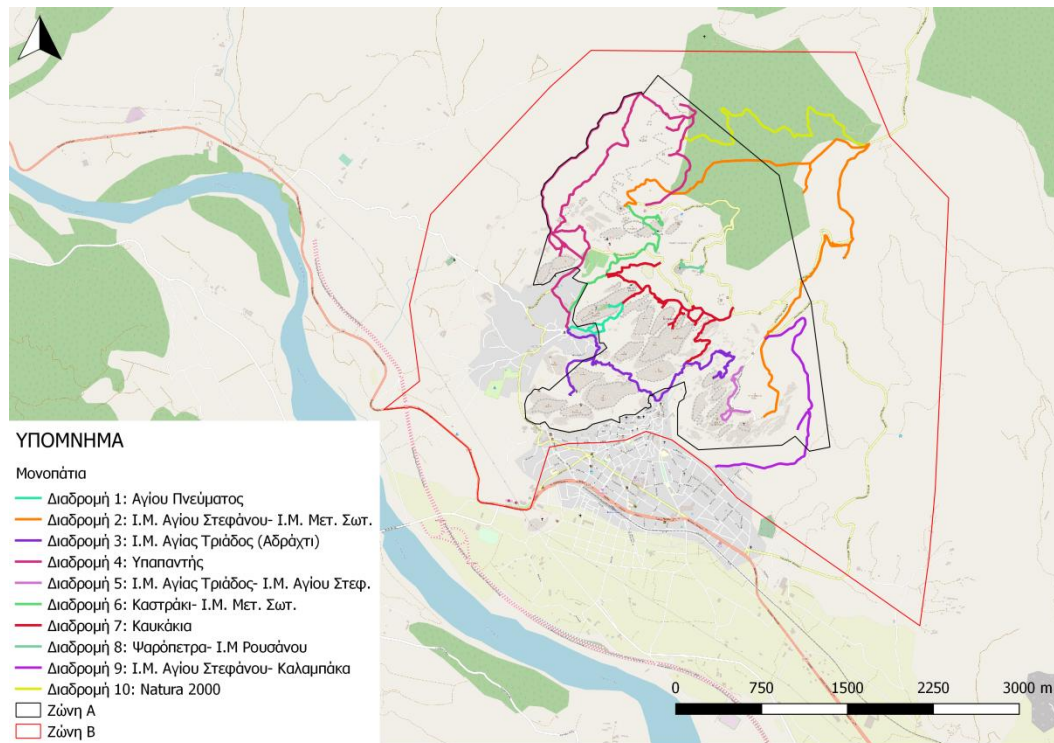 ΥΠΟΜΝΗΜΑ
Μονοπάτια
Διαδρομή 1: Αγίου Πνεύματος
Διαδρομή 2: Ι.Μ. Αγίου Στεφάνου- Ι.Μ. Μετ. Σωτ.
Διαδρομή 3: Ι.Μ. Αγίας Τριάδος (Αδράχτι)
Διαδρομή 4: Υπαπαντής
Διαδρομή 5: Ι.Μ. Αγίας Τριάδος- Ι.Μ. Αγίου Στεφ.
Διαδρομή 6: Καστράκι- Ι.Μ. Μετ. Σωτ.
Διαδρομή 7: Καυκάκια
Διαδρομή 8: Ψαρόπετρα- Ι.Μ Ρουσάνου
Διαδρομή 9: Ι.Μ. Αγίου Στεφάνου- Καλαμπάκα
Διαδρομή 10: Natura 2000
Ζώνη Α
Ζώνη Β
0 750 1500 2250 3000 m